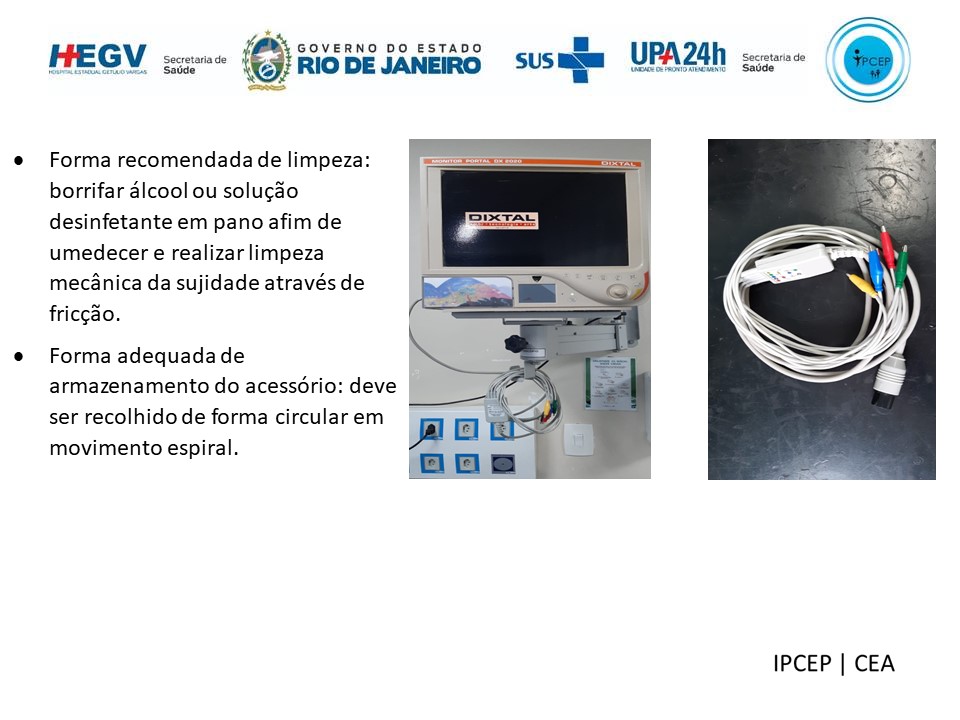 HEGV
HOSPITAL ESTADUAL GETÚLIO VARGAS
Secretaria de
Saúde
GOVERNO DO ESTADO
RIO DE JANEIRO
SUS
UPA24h
UNIDADE DE PRONTO ATENDIMENTO
Secretaria de
Saúde
IPCEP
• Forma recomendada de limpeza:
borrifar álcool ou solução
desinfetante em pano afim de
umedecer e realizar limpeza
mecânica da sujidade através de
fricção.
• Forma adequada de
armazenamento do acessório: deve
ser recolhido de forma circular em
movimento espiral.
MONITOR PORTAL DX 2020
DIXTAL
DIXTAL
IPCEP | CEA